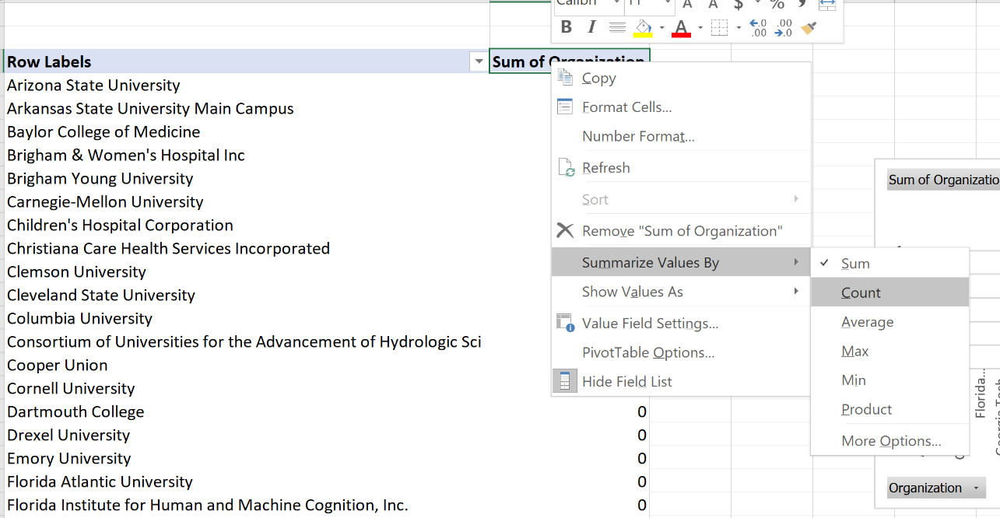 Calibri 11 A A $ % ,
B I A .0 .00 .00 .0
Row Labels
Sum of Organization
Arizona State University
Arkansas State University Main Campus
Baylor College of Medicine
Brigham & Women's Hospital Inc
Brigham Young University
Carnegie-Mellon University
Children's Hospital Corporation
Christiana Care Health Services Incorporated
Clemson University
Cleveland State University
Columbia University
Consortium of Universities for the Advancement of Hydrologic Sci
Cooper Union
Cornell University
Dartmouth College 0
Drexel University 0
Emory University 0
Florida Atlantic University 0
Florida Institute for Human and Machine Cognition, Inc. 0
Copy
Format Cells...
Number Format...
Refresh
Sort
Remove "Sum of Organization"
Summarize Values By
Show Values As
Value Field Settings...
PivotTable Options...
Hide Field List
Sum
Count
Average
Max
Min
Product
More Options...
Sum of Organizatio
Florida...
Georgia Tech
Organization